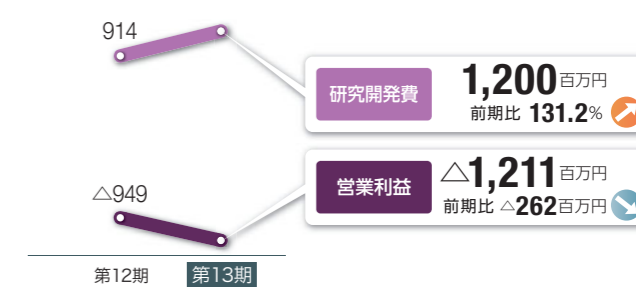 914
研究開発費
1,200百万円
前期比 131.2%
△949
営業利益
△1,211百万円
前期比 △262百万円
第12期
第13期